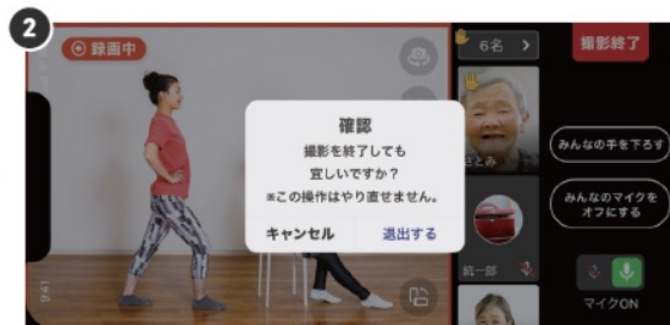 2
録画中
6名
撮影終了
確認
撮影を終了しても
宜しいですか？
※この操作はやり直せません。
キャンセル
退出する
さとみ
みんなの手を下ろす
みんなのマイクを
オフにする
統一郎
マイクON